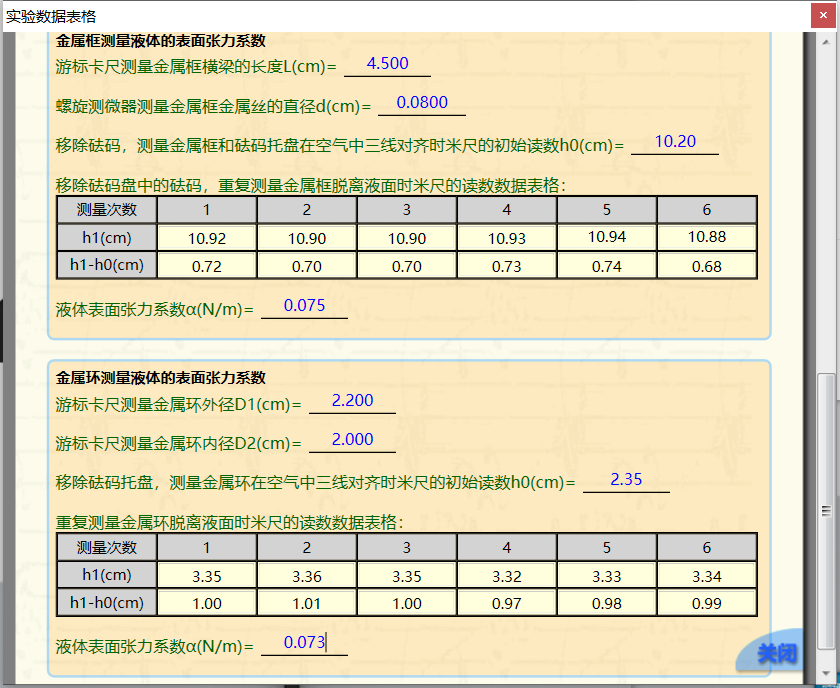 实验数据表格
金属框测量液体的表面张力系数
游标卡尺测量金属框横梁的长度L(cm)= 4.500
螺旋测微器测量金属框金属丝的直径d(cm)= 0.0800
移除砝码，测量金属框和砝码托盘在空气中三线对齐时米尺的初始读数h0(cm)= 10.20
移除砝码盘中的砝码，重复测量金属框脱离液面时米尺的读数数据表格：
测量次数 1 2 3 4 5 6
h1(cm) 10.92 10.90 10.90 10.93 10.94 10.88
h1-h0(cm) 0.72 0.70 0.70 0.73 0.74 0.68
液体表面张力系数α(N/m)= 0.075
金属环测量液体的表面张力系数
游标卡尺测量金属环外径D1(cm)= 2.200
游标卡尺测量金属环内径D2(cm)= 2.000
移除砝码托盘，测量金属环在空气中三线对齐时米尺的初始读数h0(cm)= 2.35
重复测量金属环脱离液面时米尺的读数数据表格：
测量次数 1 2 3 4 5 6
h1(cm) 3.35 3.36 3.35 3.32 3.33 3.34
h1-h0(cm) 1.00 1.01 1.00 0.97 0.98 0.99
液体表面张力系数α(N/m)= 0.073
关闭